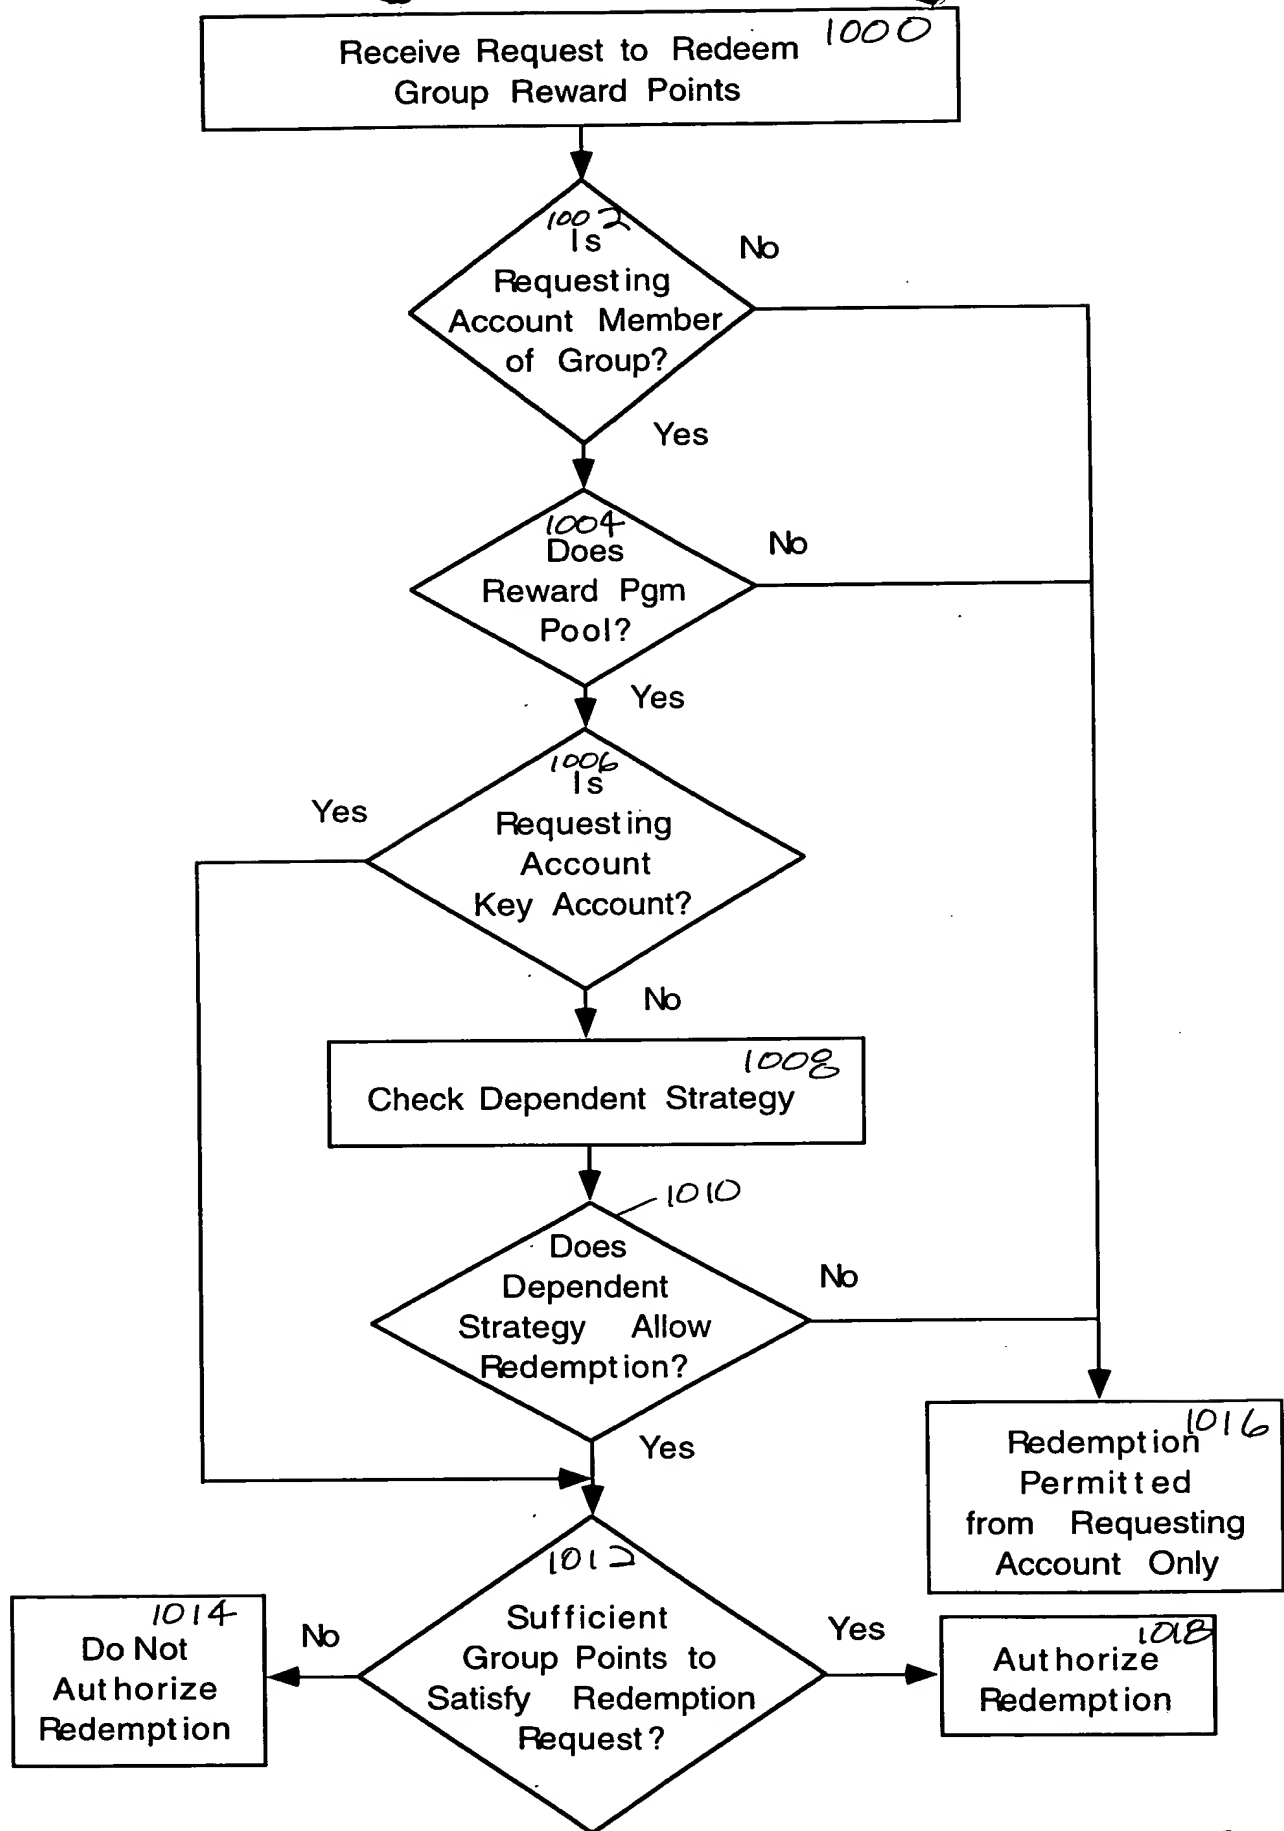 1000
Receive Request to Redeem
Group Reward Points
1002
Is
Requesting
Account Member
of Group?
No
Yes
1004
Does
Reward Pgm
Pool?
No
Yes
1006
Is
Requesting
Account
Key Account?
Yes
No
1008
Check Dependent Strategy
1010
Does
Dependent
Strategy Allow
Redemption?
No
Yes
1016
Redemption
Permitted
from Requesting
Account Only
1012
Sufficient
Group Points to
Satisfy Redemption
Request?
No
Yes
1014
Do Not
Authorize
Redemption
1018
Authorize
Redemption